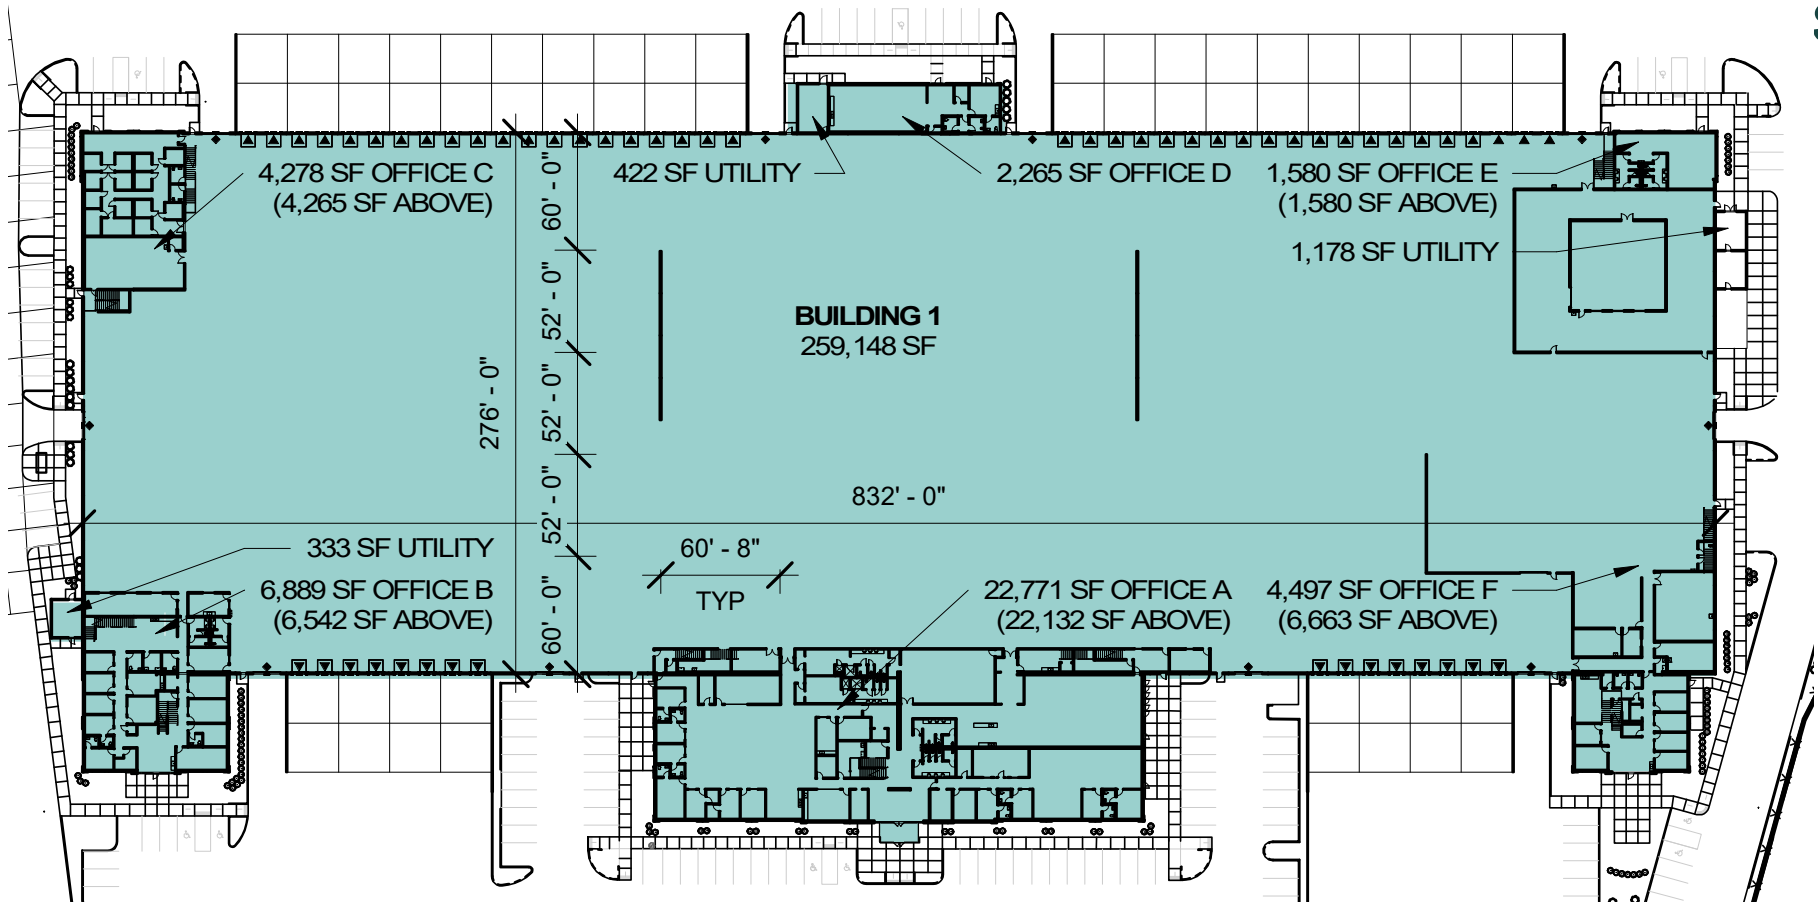 4,278 SF OFFICE C
(4,265 SF ABOVE)
60' - 0"
422 SF UTILITY
2,265 SF OFFICE D
1,580 SF OFFICE E
(1,580 SF ABOVE)
1,178 SF UTILITY
52' - 0"
BUILDING 1
259,148 SF
276' - 0"
52' - 0"
52' - 0"
832' - 0"
333 SF UTILITY
6,889 SF OFFICE B
(6,542 SF ABOVE)
60' - 0"
60' - 8"
TYP
22,771 SF OFFICE A
(22,132 SF ABOVE)
4,497 SF OFFICE F
(6,663 SF ABOVE)